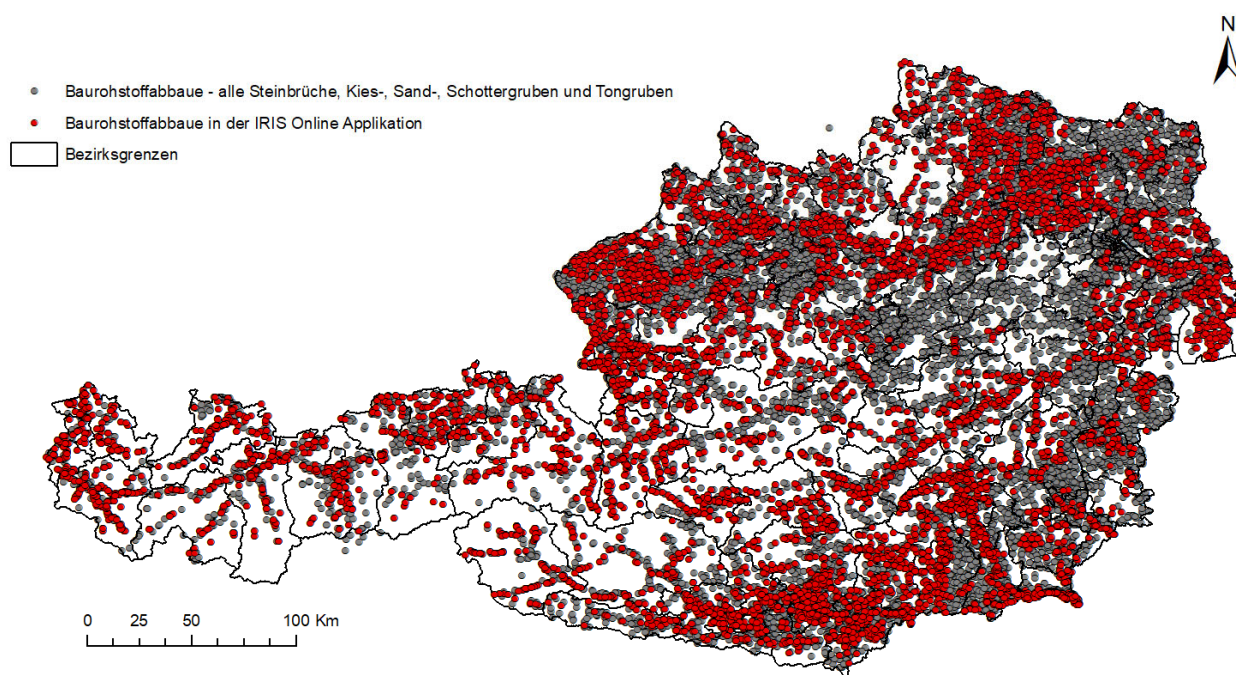 N
Baurohstoffabbaue - alle Steinbrüche, Kies-, Sand-, Schottergruben und Tongruben
Baurohstoffabbaue in der IRIS Online Applikation
Bezirksgrenzen
0 25 50 100 Km